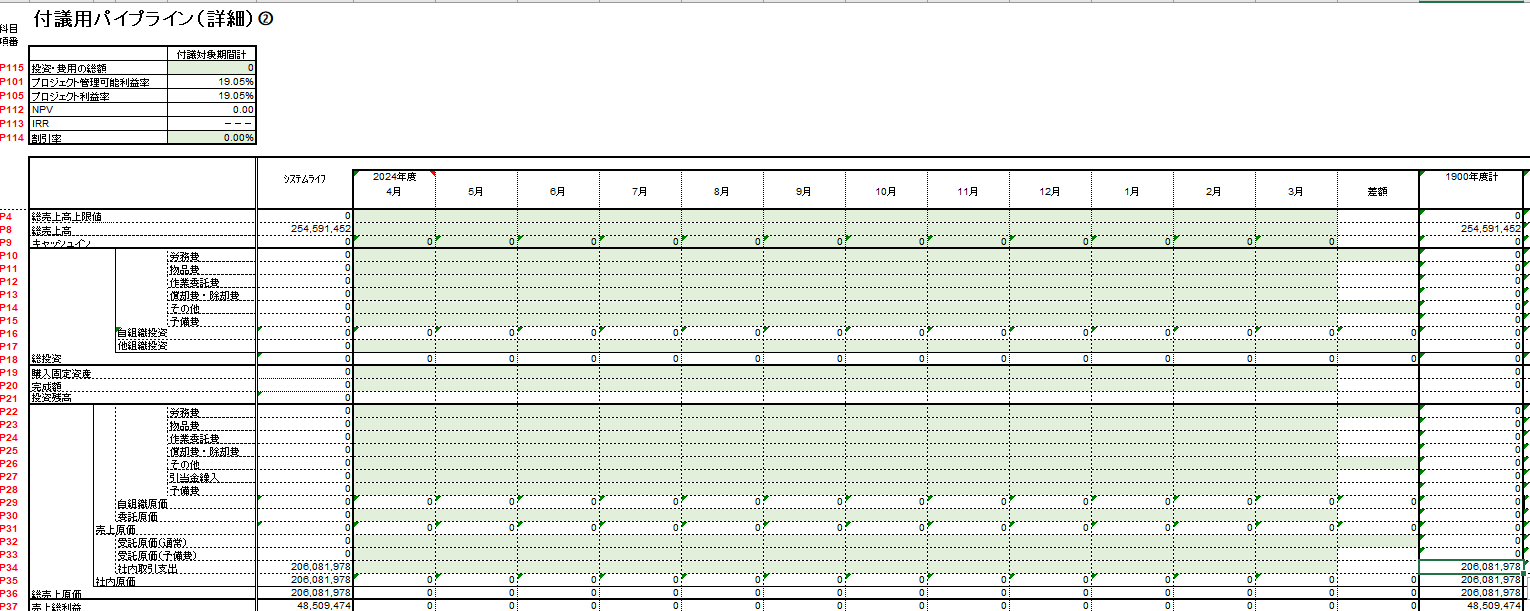 付議用パイプライン（詳細）②
科目
項番
付議対象期間計
P115 投資・費用の総額 0
P101 プロジェクト管理可能利益率 19.05%
P105 プロジェクト利益率 19.05%
P112 NPV 0.00
P113 IRR ---
P114 割引率 0.00%
システムライフ 2024年度 1900年度計
4月 5月 6月 7月 8月 9月 10月 11月 12月 1月 2月 3月 差額
P4 総売上高上限値 0 0
P8 総売上高 254,591,452 254,591,452
P9 キャッシュイン 0 0 0 0 0 0 0 0 0 0 0 0 0 0
P10 労務費 0 0
P11 物品費 0 0
P12 作業委託費 0 0
P13 償却費・除却費 0 0
P14 その他 0 0
P15 予備費 0 0
P16 自組織投資 0 0 0 0 0 0 0 0 0 0 0 0 0 0 0
P17 他組織投資 0 0
P18 総投資 0 0 0 0 0 0 0 0 0 0 0 0 0 0 0
P19 購入固定資産 0 0
P20 完成額 0 0
P21 投資残高 0 0
P22 労務費 0 0
P23 物品費 0 0
P24 作業委託費 0 0
P25 償却費・除却費 0 0
P26 その他 0 0
P27 引当金繰入 0 0
P28 予備費 0 0
P29 自組織原価 0 0 0 0 0 0 0 0 0 0 0 0 0 0 0
P30 委託原価 0 0
P31 売上原価 0 0 0 0 0 0 0 0 0 0 0 0 0 0 0
P32 受託原価（通常） 0 0
P33 受託原価（予備費） 0 0
P34 社内取引支出 206,081,978 206,081,978
P35 社内原価 206,081,978 0 0 0 0 0 0 0 0 0 0 0 0 0 206,081,978
P36 総売上原価 206,081,978 0 0 0 0 0 0 0 0 0 0 0 0 0 206,081,978
P37 売上総利益 48,509,474 0 0 0 0 0 0 0 0 0 0 0 0 0 48,509,474